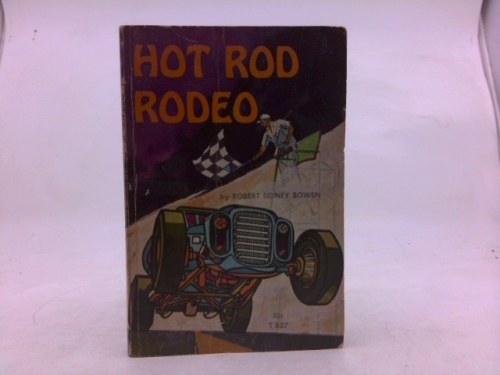 HOT ROD
RODEO
by ROBERT SIDNEY BOWEN